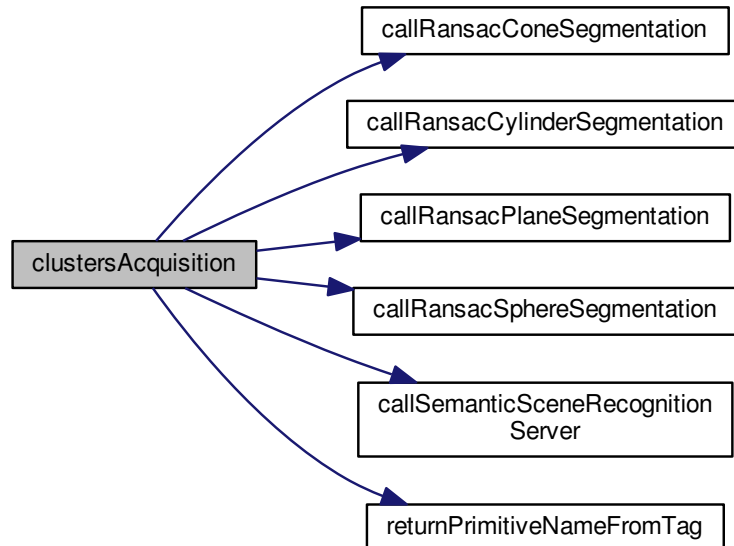 callRansacConeSegmentation
callRansacCylinderSegmentation
callRansacPlaneSegmentation
clustersAcquisition
callRansacSphereSegmentation
callSemanticSceneRecognition
Server
returnPrimitiveNameFromTag